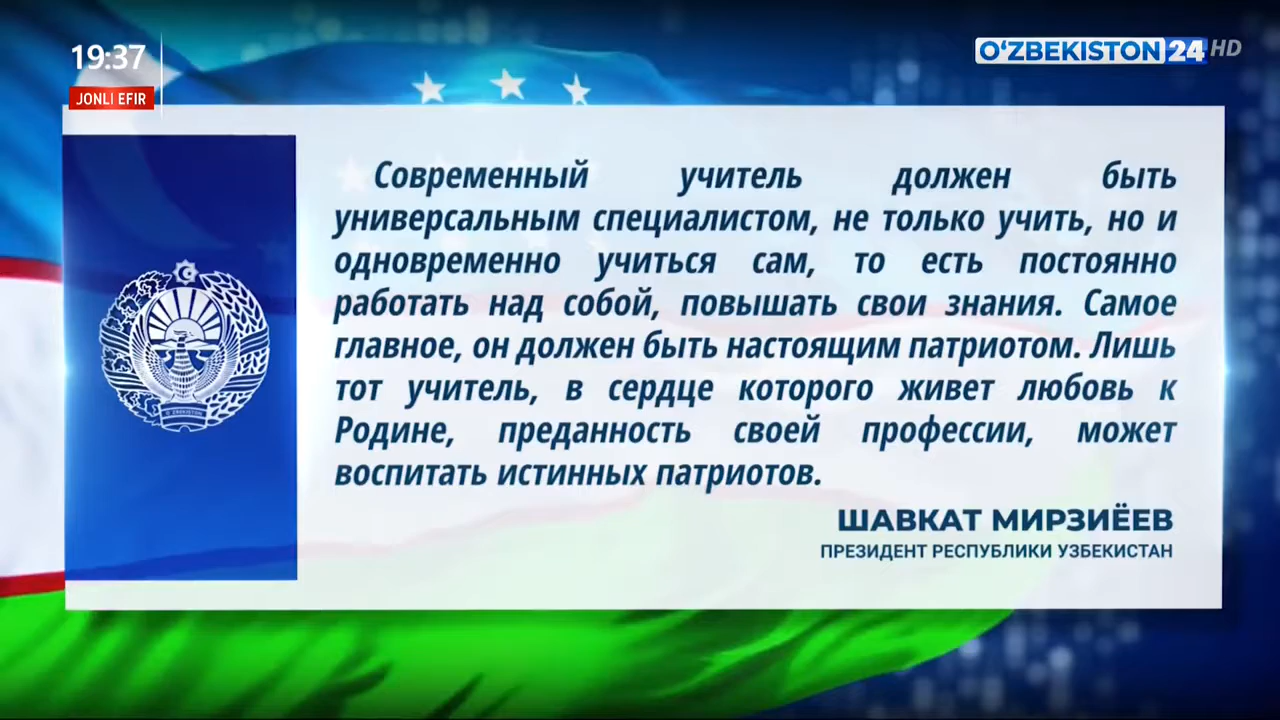 19:37
JONLI EFIR
O‘ZBEKISTON 24 HD
Современный учитель должен быть
универсальным специалистом, не только учить, но и
одновременно учиться сам, то есть постоянно
работать над собой, повышать свои знания. Самое
главное, он должен быть настоящим патриотом. Лишь
тот учитель, в сердце которого живет любовь к
Родине, преданность своей профессии, может
воспитать истинных патриотов.
ШАВКАТ МИРЗИЁЕВ
ПРЕЗИДЕНТ РЕСПУБЛИКИ УЗБЕКИСТАН
O‘ZBEKISTON